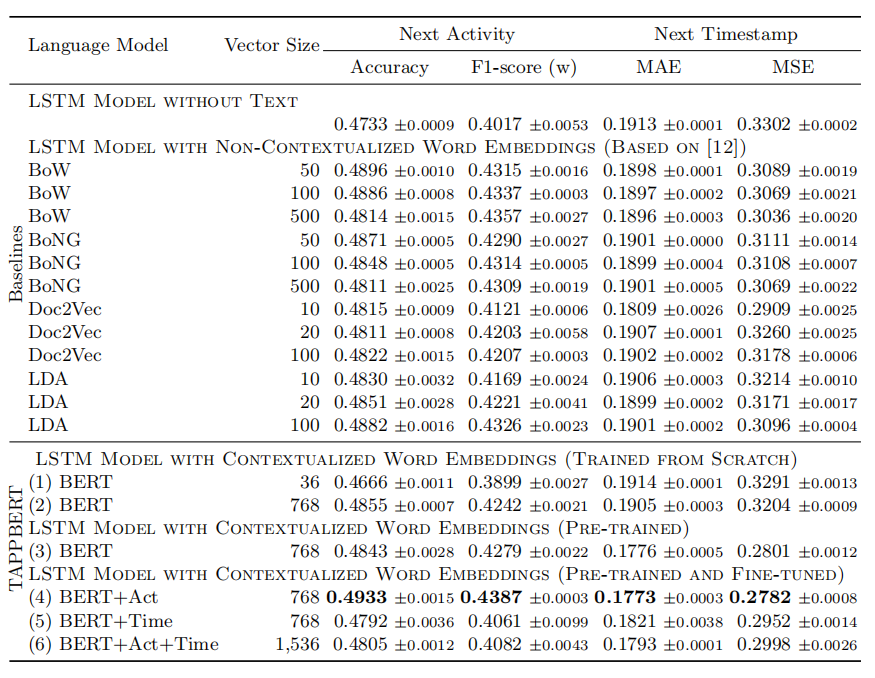 Language Model Vector Size Next Activity Next Timestamp
Accuracy F1-score (w) MAE MSE
Baselines
LSTM Model without Text
0.4733 ±0.0009 0.4017 ±0.0053 0.1913 ±0.0001 0.3302 ±0.0002
LSTM Model with Non-Contextualized Word Embeddings (Based on [12])
BoW 50 0.4896 ±0.0010 0.4315 ±0.0016 0.1898 ±0.0001 0.3089 ±0.0019
BoW 100 0.4886 ±0.0008 0.4337 ±0.0003 0.1897 ±0.0002 0.3069 ±0.0021
BoW 500 0.4814 ±0.0015 0.4357 ±0.0027 0.1896 ±0.0003 0.3036 ±0.0020
BoNG 50 0.4871 ±0.0005 0.4290 ±0.0027 0.1901 ±0.0000 0.3111 ±0.0014
BoNG 100 0.4848 ±0.0005 0.4314 ±0.0005 0.1899 ±0.0004 0.3108 ±0.0007
BoNG 500 0.4811 ±0.0025 0.4309 ±0.0019 0.1901 ±0.0005 0.3069 ±0.0022
Doc2Vec 10 0.4815 ±0.0009 0.4121 ±0.0006 0.1809 ±0.0026 0.2909 ±0.0025
Doc2Vec 20 0.4811 ±0.0008 0.4203 ±0.0058 0.1907 ±0.0001 0.3260 ±0.0025
Doc2Vec 100 0.4822 ±0.0015 0.4207 ±0.0003 0.1902 ±0.0002 0.3178 ±0.0006
LDA 10 0.4830 ±0.0032 0.4169 ±0.0024 0.1906 ±0.0003 0.3214 ±0.0010
LDA 20 0.4851 ±0.0028 0.4221 ±0.0041 0.1899 ±0.0002 0.3171 ±0.0017
LDA 100 0.4882 ±0.0016 0.4326 ±0.0023 0.1901 ±0.0002 0.3096 ±0.0004
TAPPBERT
LSTM Model with Contextualized Word Embeddings (Trained from Scratch)
(1) BERT 36 0.4666 ±0.0011 0.3899 ±0.0027 0.1914 ±0.0001 0.3291 ±0.0013
(2) BERT 768 0.4855 ±0.0007 0.4242 ±0.0021 0.1905 ±0.0003 0.3204 ±0.0009
LSTM Model with Contextualized Word Embeddings (Pre-trained)
(3) BERT 768 0.4843 ±0.0028 0.4279 ±0.0022 0.1776 ±0.0005 0.2801 ±0.0012
LSTM Model with Contextualized Word Embeddings (Pre-trained and Fine-tuned)
(4) BERT+Act 768 0.4933 ±0.0015 0.4387 ±0.0003 0.1773 ±0.0003 0.2782 ±0.0008
(5) BERT+Time 768 0.4792 ±0.0036 0.4061 ±0.0099 0.1821 ±0.0038 0.2952 ±0.0014
(6) BERT+Act+Time 1,536 0.4805 ±0.0012 0.4082 ±0.0043 0.1793 ±0.0001 0.2998 ±0.0026